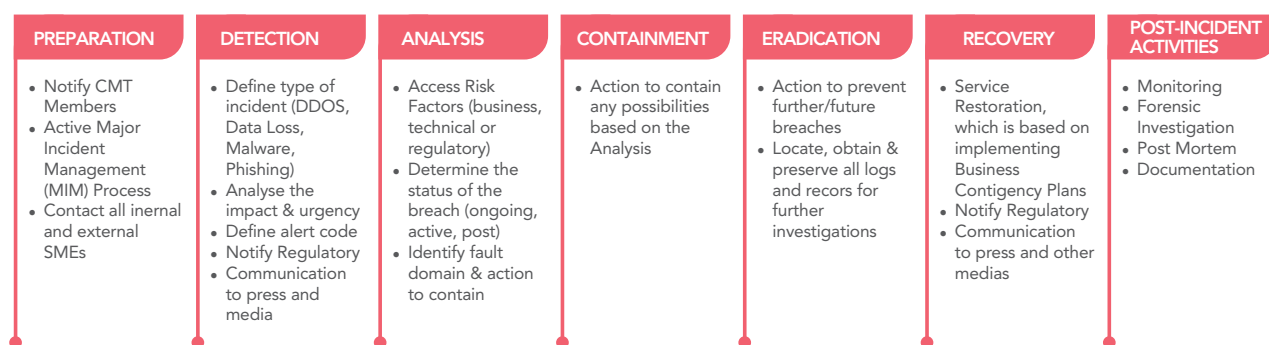 PREPARATION
• Notify CMT
Members
• Active Major
Incident
Management
(MIM) Process
• Contact all inernal
and external
SMEs
DETECTION
• Define type of
incident (DDOS,
Data Loss,
Malware,
Phishing)
• Analyse the
impact & urgency
• Define alert code
• Notify Regulatory
• Communication
to press and
media
ANALYSIS
• Access Risk
Factors (business,
technical or
regulatory)
• Determine the
status of the
breach (ongoing,
active, post)
• Identify fault
domain & action
to contain
CONTAINMENT
• Action to contain
any possibilities
based on the
Analysis
ERADICATION
• Action to prevent
further/future
breaches
• Locate, obtain &
preserve all logs
and recors for
further
investigations
RECOVERY
• Service
Restoration,
which is based on
implementing
Business
Contigency Plans
• Notify Regulatory
• Communication
to press and other
medias
POST-INCIDENT
ACTIVITIES
• Monitoring
• Forensic
Investigation
• Post Mortem
• Documentation